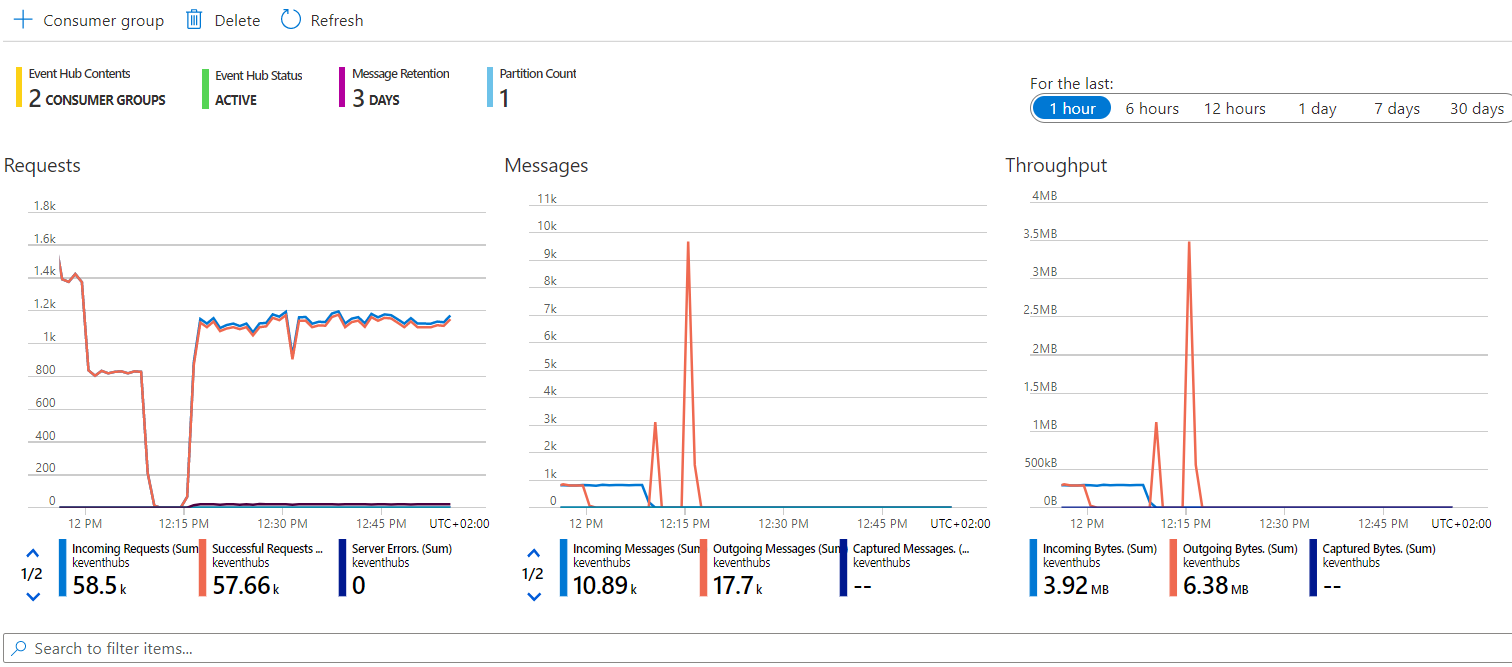 Consumer group Delete Refresh
Event Hub Contents
2 CONSUMER GROUPS
Event Hub Status
ACTIVE
Message Retention
3 DAYS
Partition Count
1
For the last:
1 hour 6 hours 12 hours 1 day 7 days 30 days
Requests
1.8k
1.6k
1.4k
1.2k
1k
800
600
400
200
0
12 PM 12:15 PM 12:30 PM 12:45 PM UTC+02:00
1/2
Incoming Requests (Sum)
keventhubs
58.5 k
Successful Requests ...
keventhubs
57.66 k
Server Errors. (Sum)
keventhubs
0
Messages
11k
10k
9k
8k
7k
6k
5k
4k
3k
2k
1k
0
12 PM 12:15 PM 12:30 PM 12:45 PM UTC+02:00
1/2
Incoming Messages (Sum
keventhubs
10.89 k
Outgoing Messages (Sum)
keventhubs
17.7 k
Captured Messages. (...
keventhubs
--
Throughput
4MB
3.5MB
3MB
2.5MB
2MB
1.5MB
1MB
500kB
0B
12 PM 12:15 PM 12:30 PM 12:45 PM UTC+02:00
Incoming Bytes. (Sum)
keventhubs
3.92 MB
Outgoing Bytes. (Sum)
keventhubs
6.38 MB
Captured Bytes. (Sum)
keventhubs
--
Search to filter items...